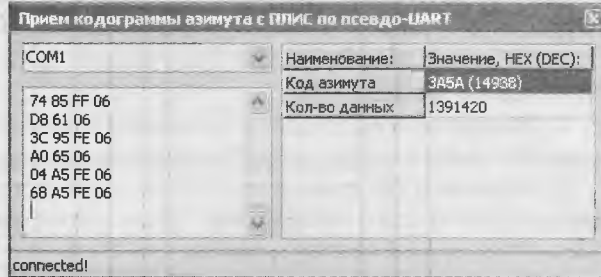 Прием кодограммы азимута с ПЛИС по псевдо-UART
COM1
74 85 FF 06
D8 61 06
3C 95 FE 06
A0 65 06
04 A5 FE 06
68 A5 FE 06
Наименование: Значение, HEX (DEC):
Код азимута 3A5A (14938)
Кол-во данных 1391420
connected!